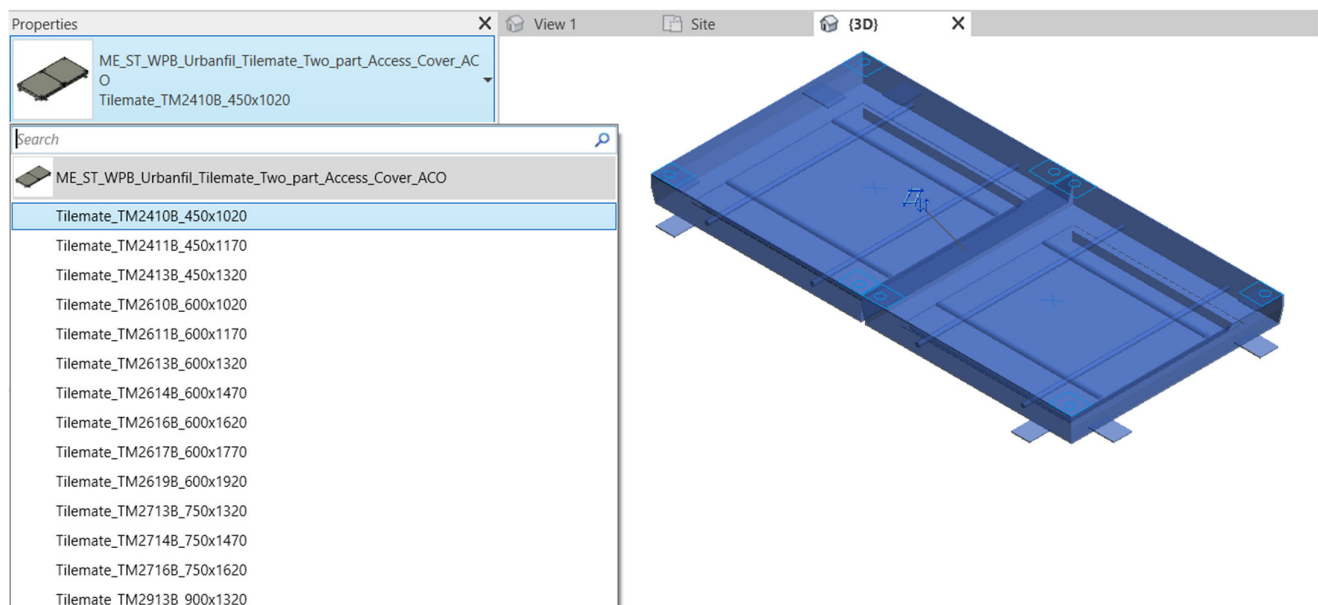 Properties
View 1
Site
{3D}
ME_ST_WPB_Urbanfil_Tilemate_Two_part_Access_Cover_AC
O
Tilemate_TM2410B_450x1020
Search
ME_ST_WPB_Urbanfil_Tilemate_Two_part_Access_Cover_ACO
Tilemate_TM2410B_450x1020
Tilemate_TM2411B_450x1170
Tilemate_TM2413B_450x1320
Tilemate_TM2610B_600x1020
Tilemate_TM2611B_600x1170
Tilemate_TM2613B_600x1320
Tilemate_TM2614B_600x1470
Tilemate_TM2616B_600x1620
Tilemate_TM2617B_600x1770
Tilemate_TM2619B_600x1920
Tilemate_TM2713B_750x1320
Tilemate_TM2714B_750x1470
Tilemate_TM2716B_750x1620
Tilemate_TM2913B_900x1320